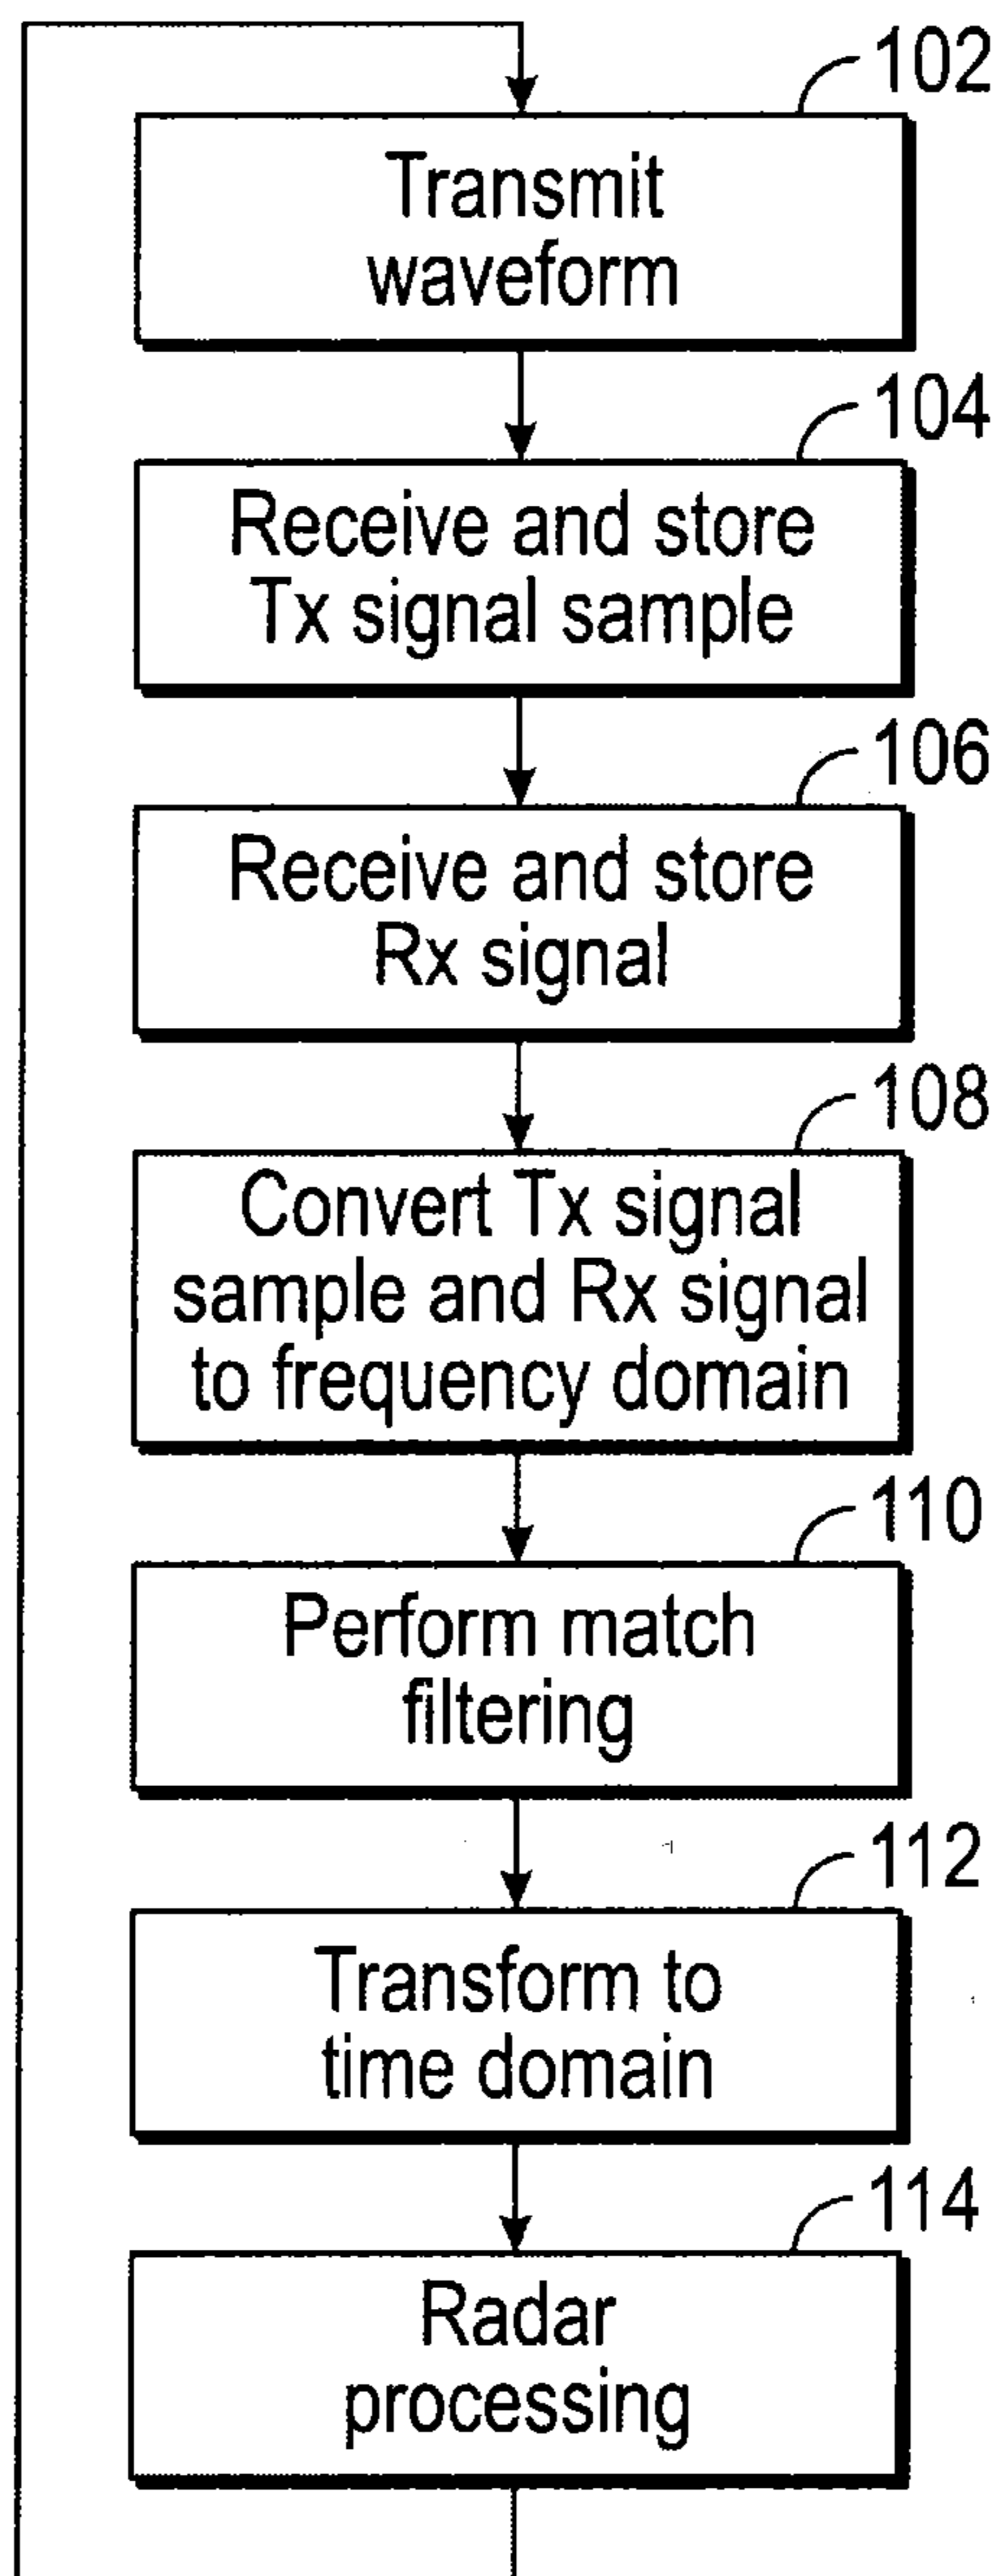 102
Transmit
waveform
104
Receive and store
Tx signal sample
106
Receive and store
Rx signal
108
Convert Tx signal
sample and Rx signal
to frequency domain
110
Perform match
filtering
112
Transform to
time domain
114
Radar
processing